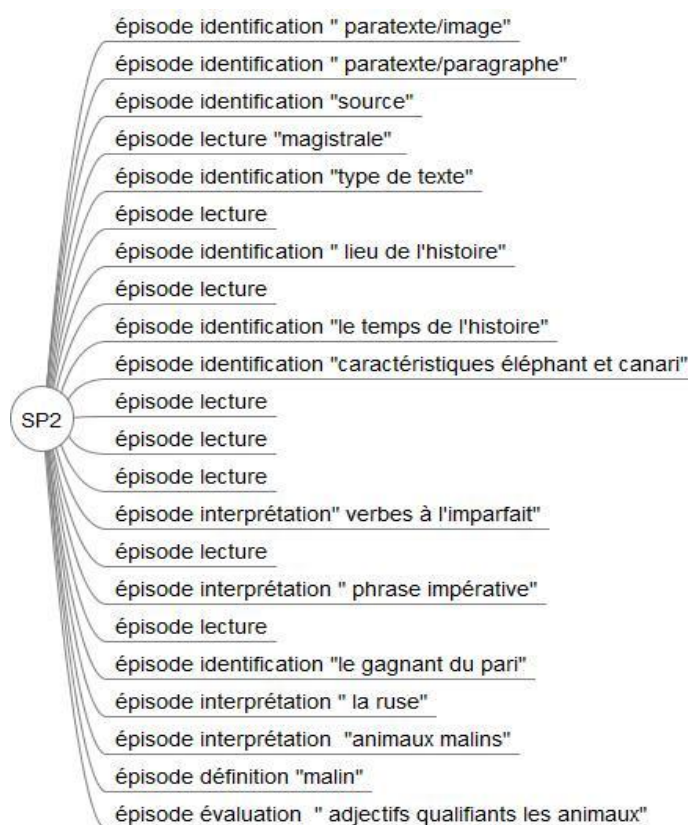 épisode identification " paratexte/image"
épisode identification " paratexte/paragraphe"
épisode identification "source"
épisode lecture "magistrale"
épisode identification "type de texte"
épisode lecture
épisode identification " lieu de l'histoire"
épisode lecture
épisode identification "le temps de l'histoire"
épisode identification "caractéristiques éléphant et canari"
épisode lecture
SP2
épisode lecture
épisode lecture
épisode interprétation" verbes à l'imparfait"
épisode lecture
épisode interprétation " phrase impérative"
épisode lecture
épisode identification "le gagnant du pari"
épisode interprétation " la ruse"
épisode interprétation  "animaux malins"
épisode définition "malin"
épisode évaluation  " adjectifs qualifiants les animaux"